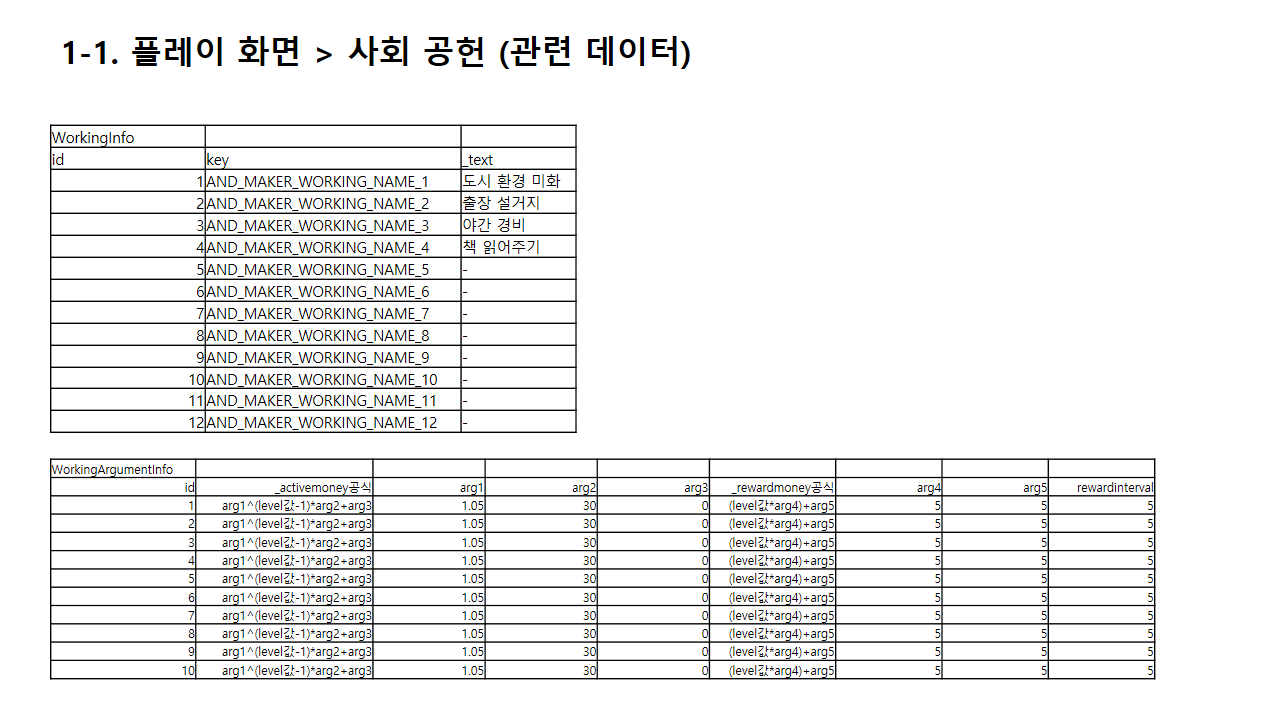 1-1. 플레이 화면 > 사회 공헌 (관련 데이터)
WorkingInfo
id key _text
1 AND_MAKER_WORKING_NAME_1 도시 환경 미화
2 AND_MAKER_WORKING_NAME_2 출장 설거지
3 AND_MAKER_WORKING_NAME_3 야간 경비
4 AND_MAKER_WORKING_NAME_4 책 읽어주기
5 AND_MAKER_WORKING_NAME_5 -
6 AND_MAKER_WORKING_NAME_6 -
7 AND_MAKER_WORKING_NAME_7 -
8 AND_MAKER_WORKING_NAME_8 -
9 AND_MAKER_WORKING_NAME_9 -
10 AND_MAKER_WORKING_NAME_10 -
11 AND_MAKER_WORKING_NAME_11 -
12 AND_MAKER_WORKING_NAME_12 -
WorkingArgumentInfo
id _activemoney공식 arg1 arg2 arg3 _rewardmoney공식 arg4 arg5 rewardinterval
1 arg1^(level값-1)*arg2+arg3 1.05 30 0 (level값*arg4)+arg5 5 5 5
2 arg1^(level값-1)*arg2+arg3 1.05 30 0 (level값*arg4)+arg5 5 5 5
3 arg1^(level값-1)*arg2+arg3 1.05 30 0 (level값*arg4)+arg5 5 5 5
4 arg1^(level값-1)*arg2+arg3 1.05 30 0 (level값*arg4)+arg5 5 5 5
5 arg1^(level값-1)*arg2+arg3 1.05 30 0 (level값*arg4)+arg5 5 5 5
6 arg1^(level값-1)*arg2+arg3 1.05 30 0 (level값*arg4)+arg5 5 5 5
7 arg1^(level값-1)*arg2+arg3 1.05 30 0 (level값*arg4)+arg5 5 5 5
8 arg1^(level값-1)*arg2+arg3 1.05 30 0 (level값*arg4)+arg5 5 5 5
9 arg1^(level값-1)*arg2+arg3 1.05 30 0 (level값*arg4)+arg5 5 5 5
10 arg1^(level값-1)*arg2+arg3 1.05 30 0 (level값*arg4)+arg5 5 5 5